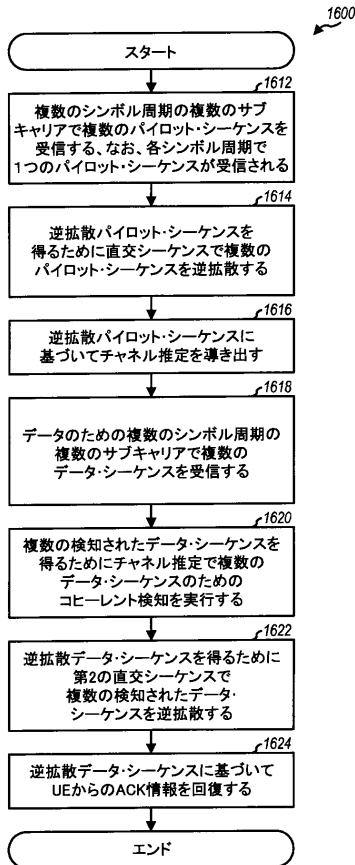 1600
スタート
1612
複数のシンボル周期の複数のサブ
キャリアで複数のパイロット・シーケンスを
受信する、なお、各シンボル周期で
1つのパイロット・シーケンスが受信される
1614
逆拡散パイロット・シーケンスを
得るために直交シーケンスで複数の
パイロット・シーケンスを逆拡散する
1616
逆拡散パイロット・シーケンスに
基づいてチャネル推定を導き出す
1618
データのための複数のシンボル周期の
複数のサブキャリアで複数の
データ・シーケンスを受信する
1620
複数の検知されたデータ・シーケンスを
得るためにチャネル推定で複数の
データ・シーケンスのための
コヒーレント検知を実行する
1622
逆拡散データ・シーケンスを得るために
第2の直交シーケンスで
複数の検知されたデータ・
シーケンスを逆拡散する
1624
逆拡散データ・シーケンスに基づいて
UEからのACK情報を回復する
エンド